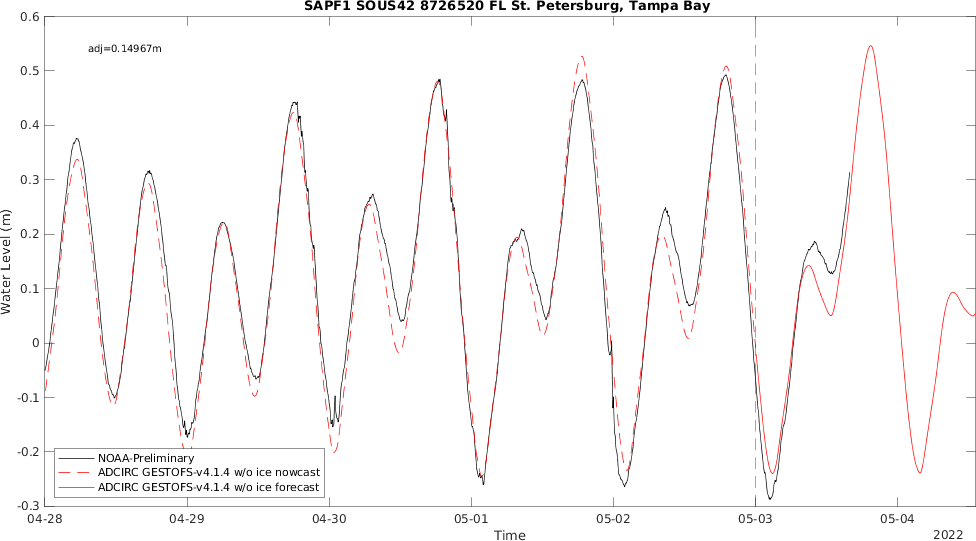 SAPF1 SOUS42 8726520 FL St. Petersburg, Tampa Bay
adj=0.14967m
0.6
0.5
0.4
0.3
0.2
0.1
0
-0.1
-0.2
-0.3
Water Level (m)
NOAA-Preliminary
ADCIRC GESTOFS-v4.1.4 w/o ice nowcast
ADCIRC GESTOFS-v4.1.4 w/o ice forecast
04-28 04-29 04-30 05-01 05-02 05-03 05-04
Time
2022